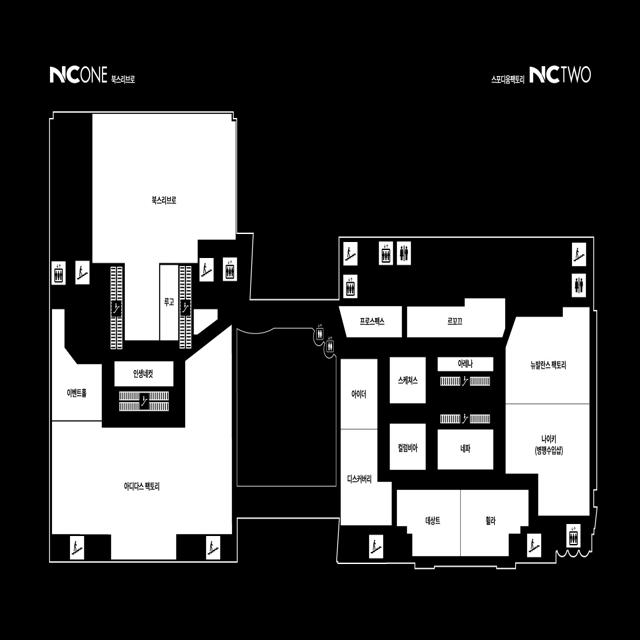 NCONE 북스리브로
스포디움팩토리 NCTWO
북스리브로
루고
인생네컷
이벤트홀
아디다스 팩토리
프로스펙스
르꼬끄
아이더
스케쳐스
아레나
뉴발란스 팩토리
컬럼비아
네파
나이키
(병행수입샵)
디스커버리
데상트
휠라